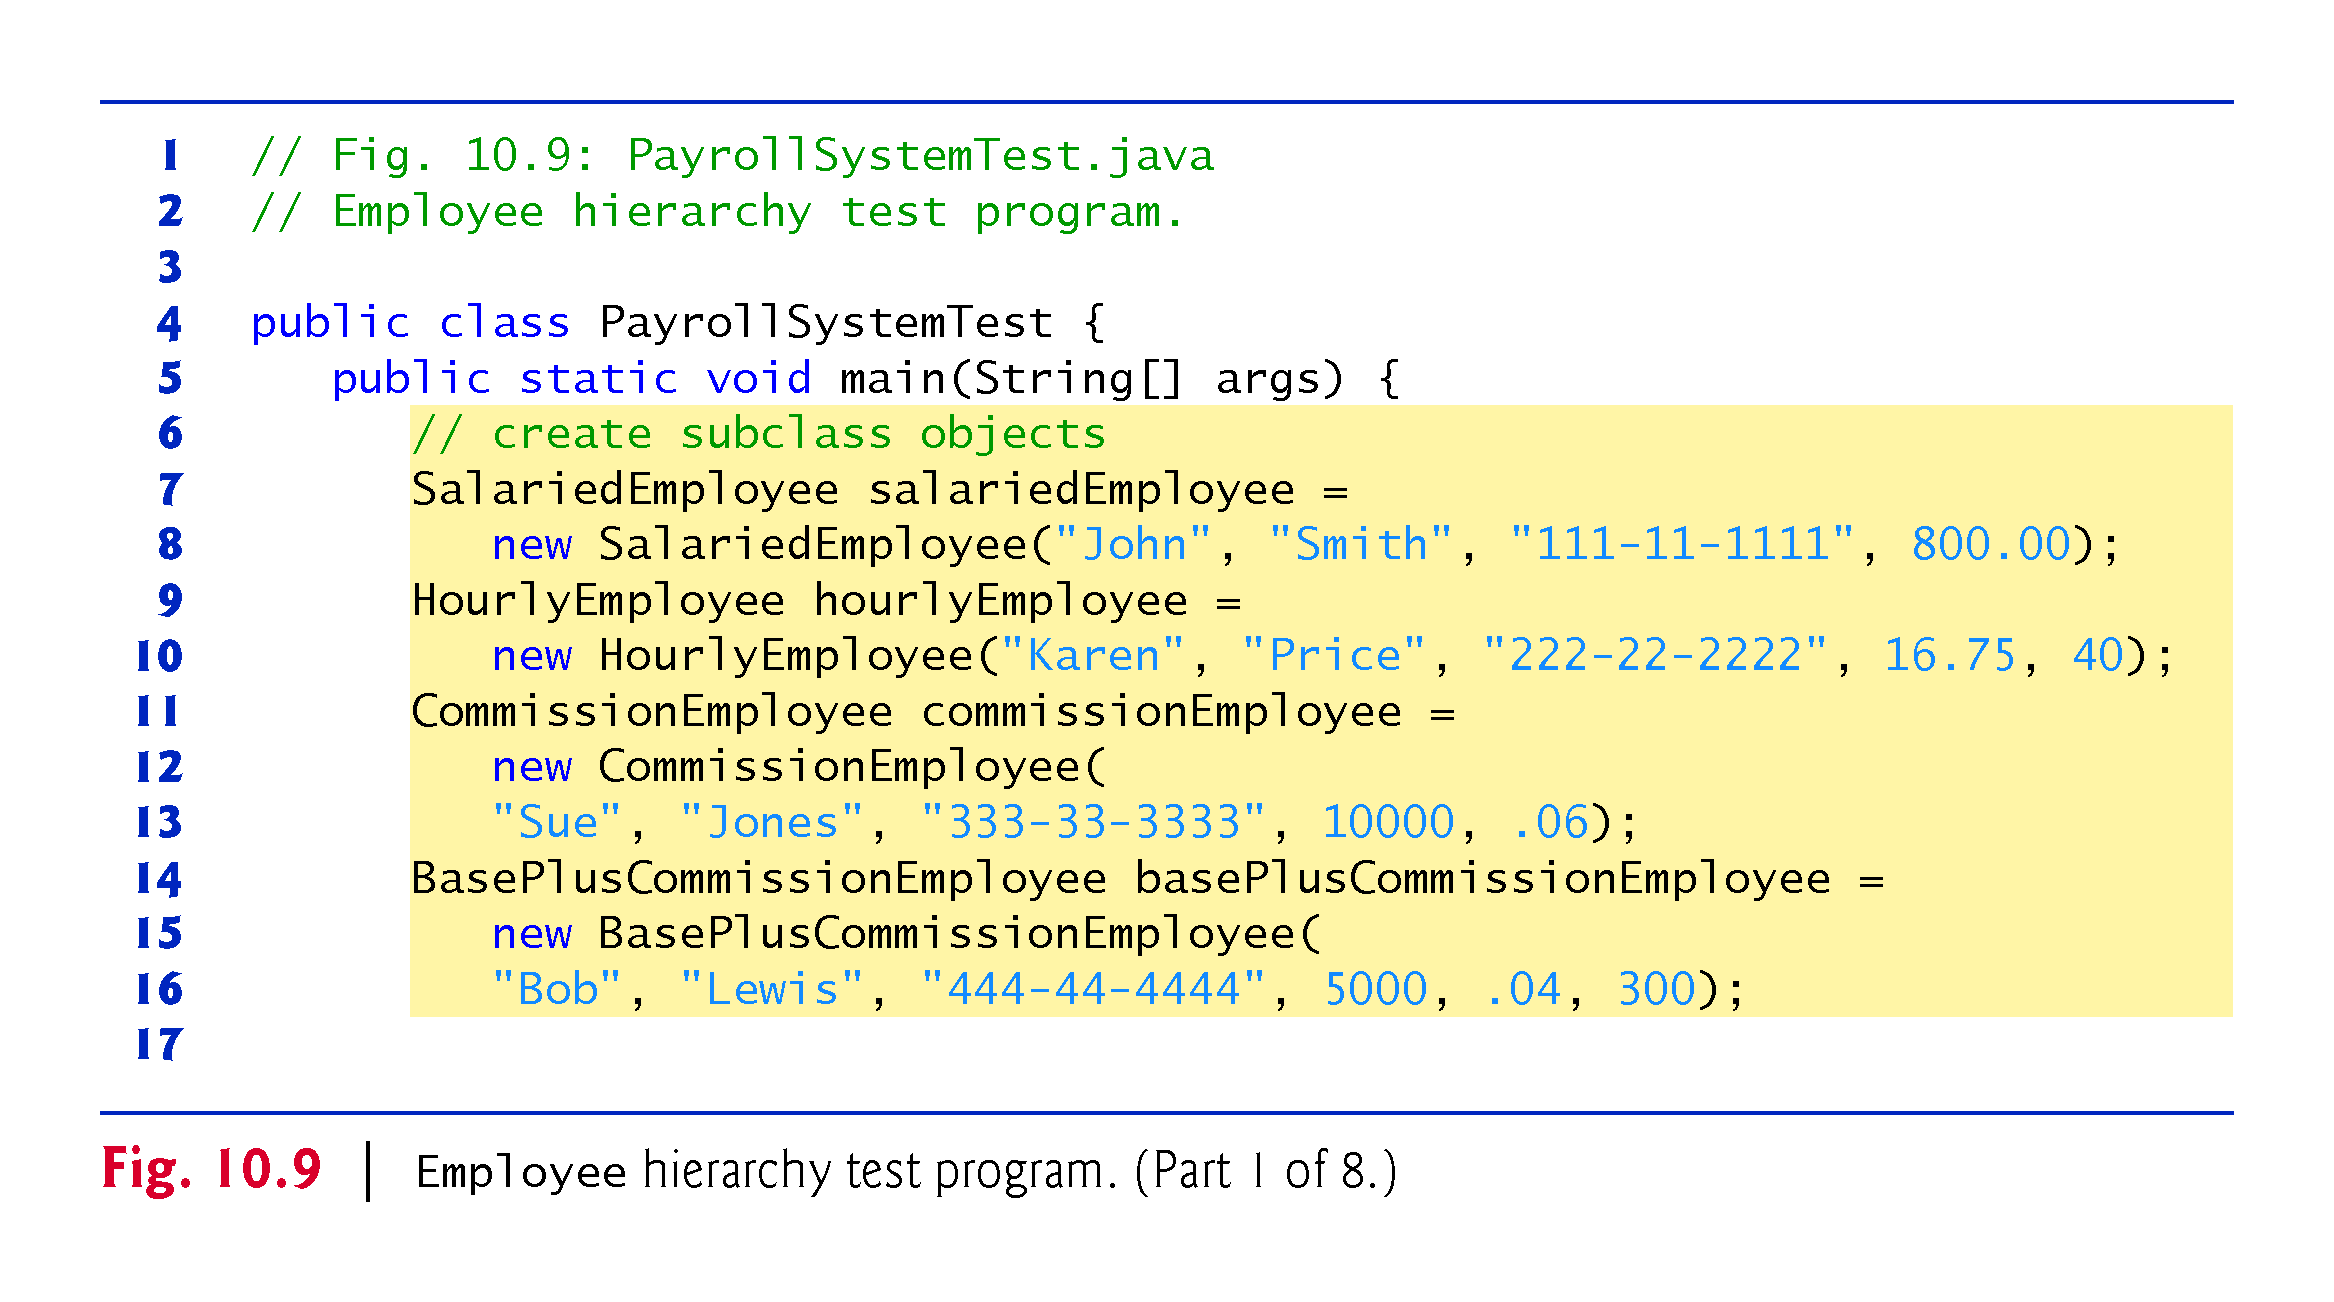 1 // Fig. 10.9: PayrollSystemTest.java
2 // Employee hierarchy test program.
3
4 public class PayrollSystemTest {
5    public static void main(String[] args) {
6       // create subclass objects
7       SalariedEmployee salariedEmployee =
8          new SalariedEmployee("John", "Smith", "111-11-1111", 800.00);
9       HourlyEmployee hourlyEmployee =
10          new HourlyEmployee("Karen", "Price", "222-22-2222", 16.75, 40);
11       CommissionEmployee commissionEmployee =
12          new CommissionEmployee(
13          "Sue", "Jones", "333-33-3333", 10000, .06);
14       BasePlusCommissionEmployee basePlusCommissionEmployee =
15          new BasePlusCommissionEmployee(
16          "Bob", "Lewis", "444-44-4444", 5000, .04, 300);
17
Fig. 10.9 | Employee hierarchy test program. (Part 1 of 8.)